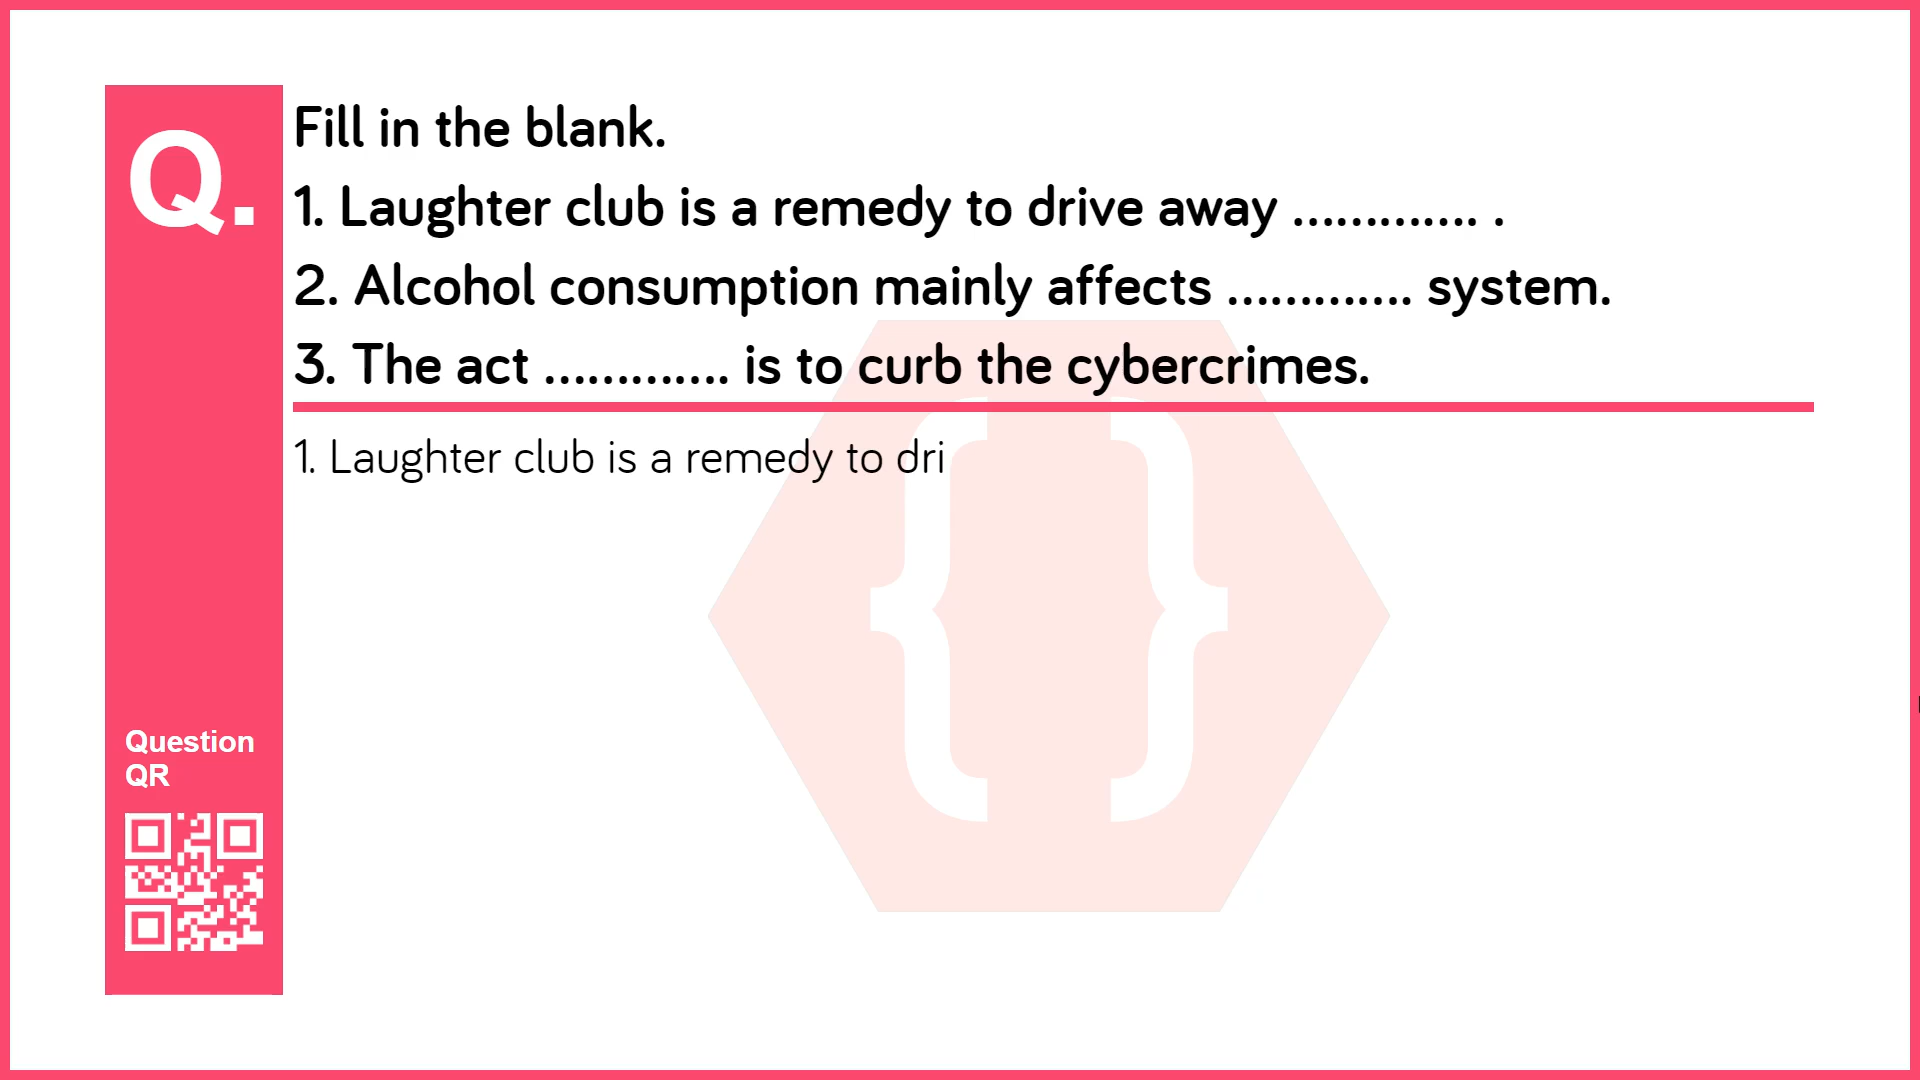 Q.
Fill in the blank.
1. Laughter club is a remedy to drive away ............. .
2. Alcohol consumption mainly affects ............. system.
3. The act ............. is to curb the cybercrimes.
1. Laughter club is a remedy to dri
Question
QR